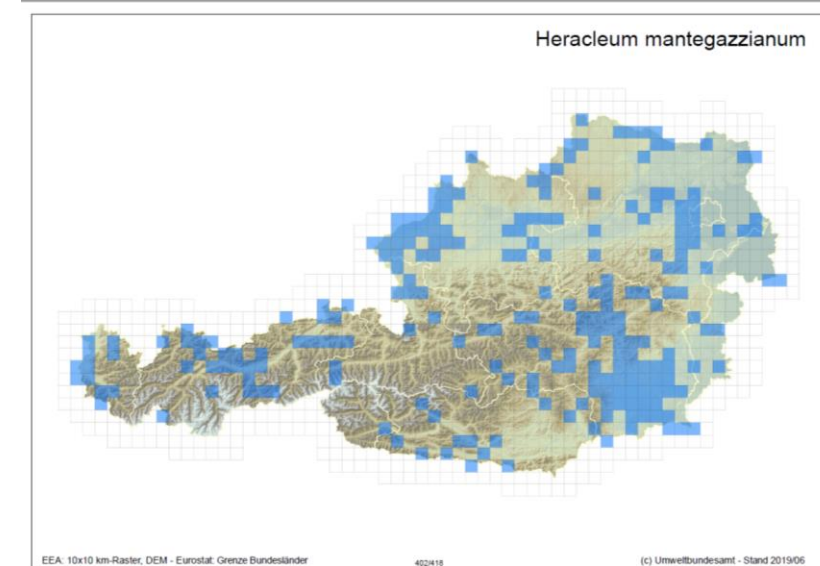 Heracleum mantegazzianum
EEA: 10x10 km-Raster, DEM - Eurostat: Grenze Bundesländer 402/418 (c) Umweltbundesamt - Stand 2019/06